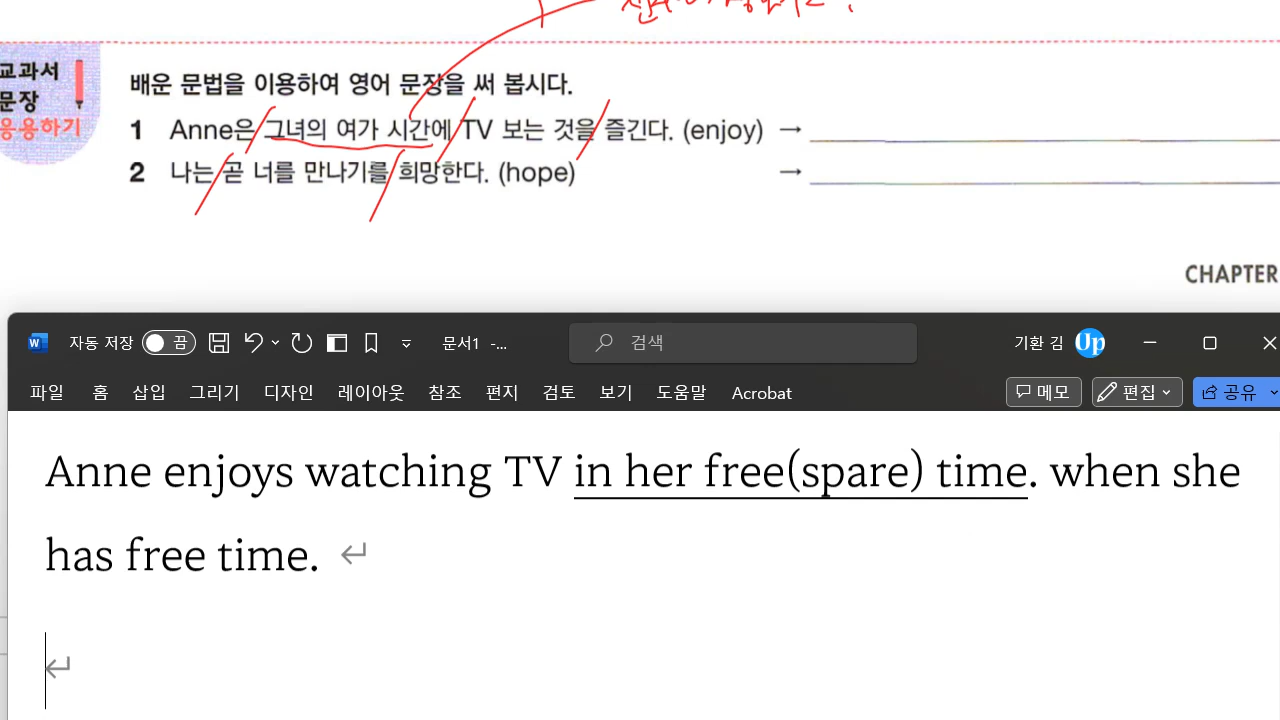 교과서
문장
응용하기
배운 문법을 이용하여 영어 문장을 써 봅시다.
1 Anne은 그녀의 여가 시간에 TV 보는 것을 즐긴다. (enjoy) →
2 나는 곧 너를 만나기를 희망한다. (hope) →
CHAPTER
자동 저장 끔 문서1 -... 검색 기환 김 Up
파일 홈 삽입 그리기 디자인 레이아웃 참조 편지 검토 보기 도움말 Acrobat 메모 편집 공유
Anne enjoys watching TV in her free(spare) time. when she
has free time.